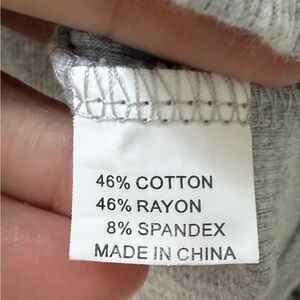 46% COTTON
46% RAYON
8% SPANDEX
MADE IN CHINA